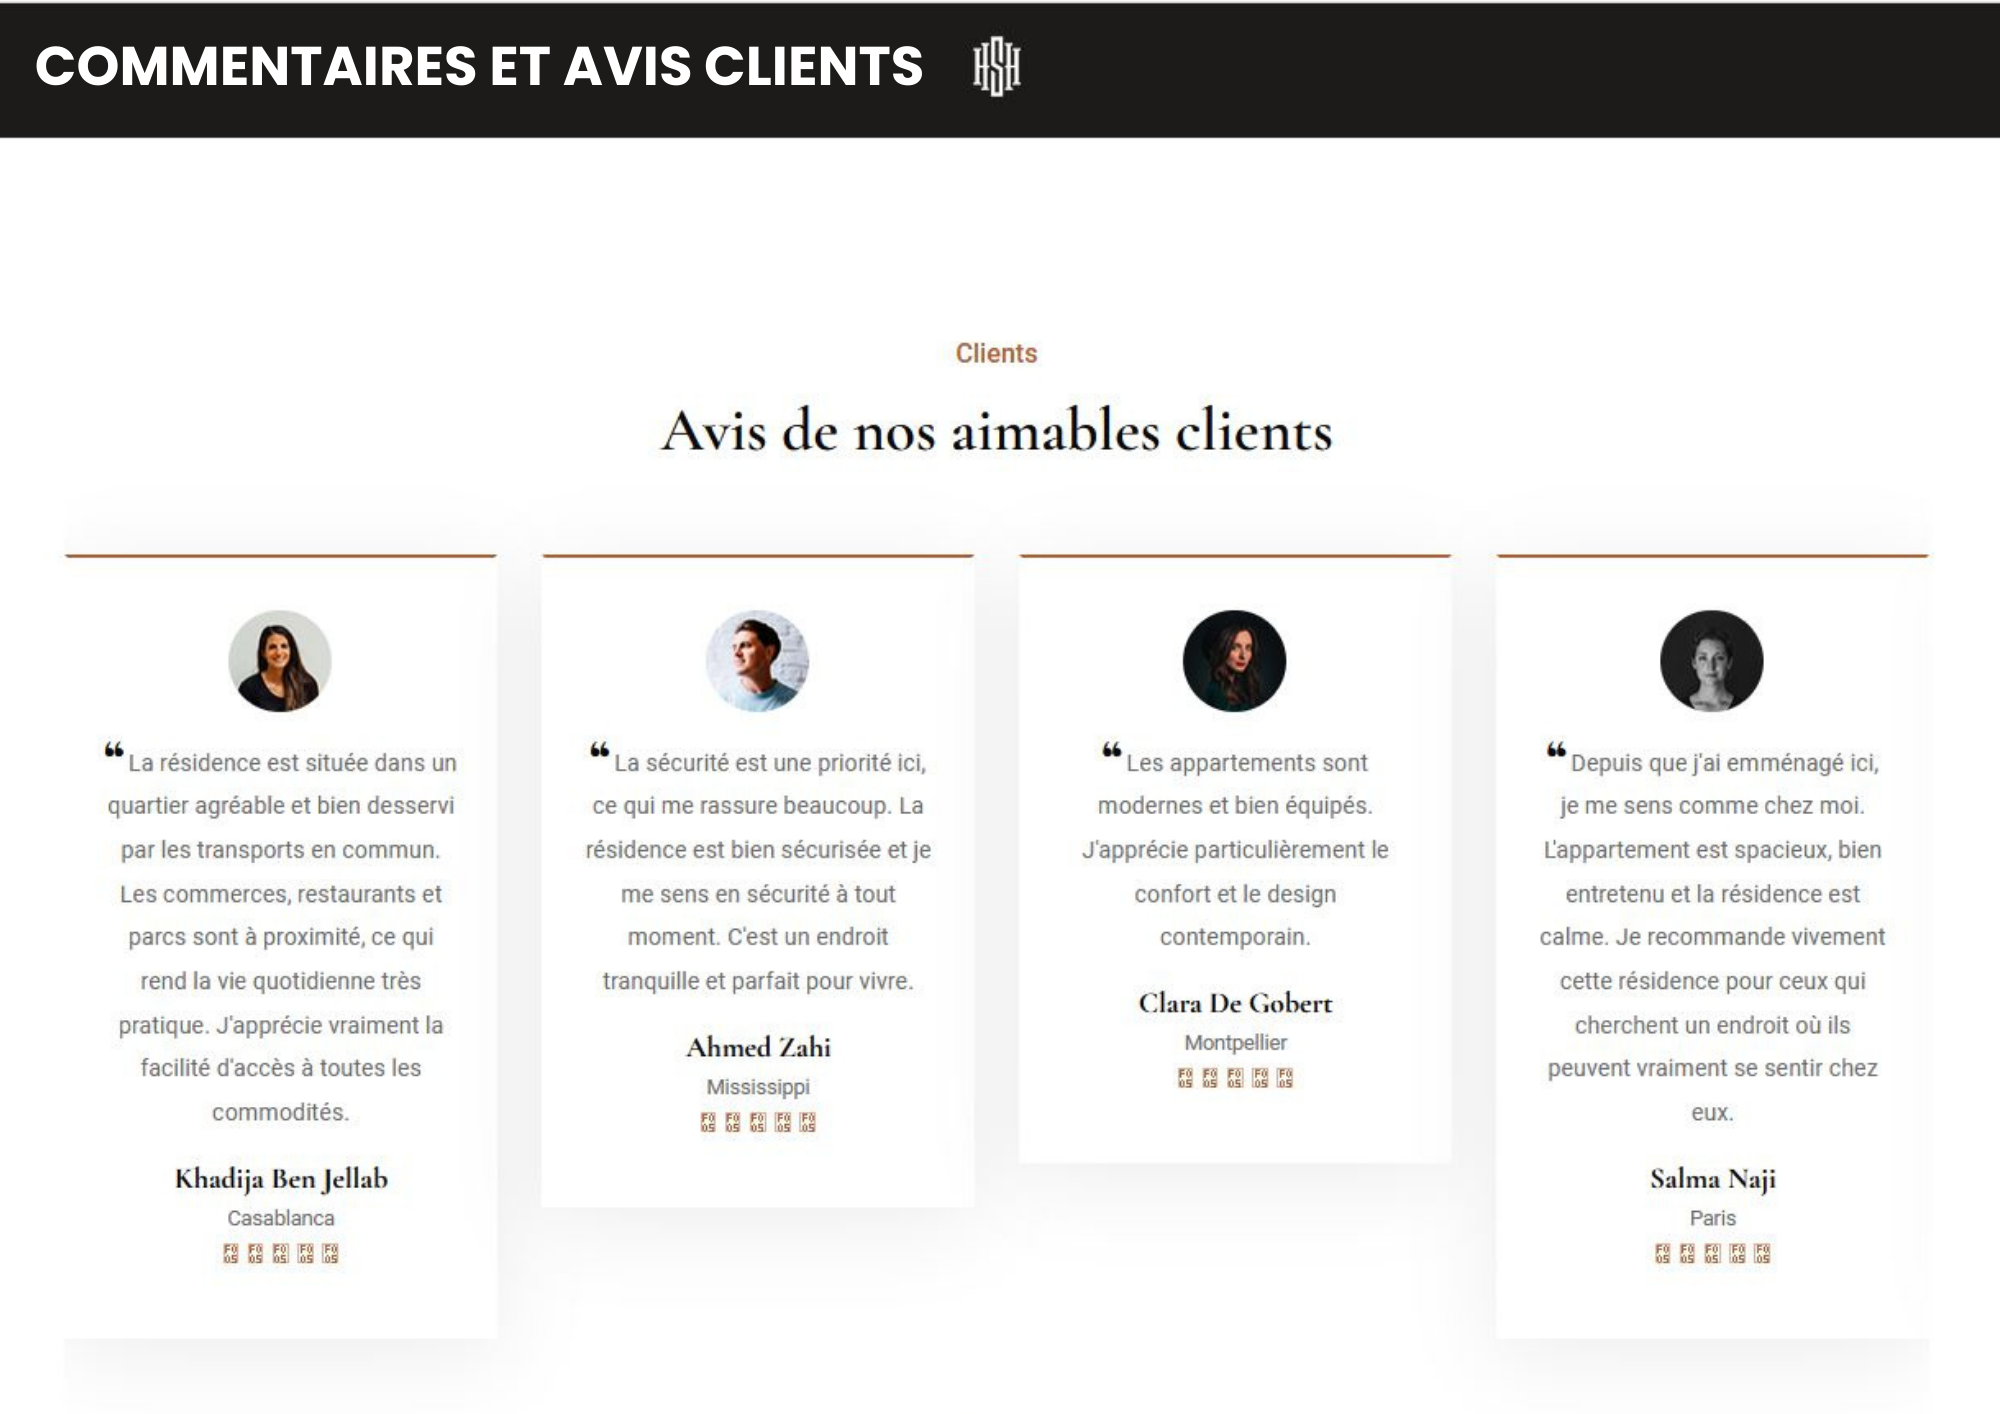 COMMENTAIRES ET AVIS CLIENTS
HSH
Clients
Avis de nos aimables clients
❝ La résidence est située dans un
quartier agréable et bien desservi
par les transports en commun.
Les commerces, restaurants et
parcs sont à proximité, ce qui
rend la vie quotidienne très
pratique. J'apprécie vraiment la
facilité d'accès à toutes les
commodités.
Khadija Ben Jellab
Casablanca
❝ La sécurité est une priorité ici,
ce qui me rassure beaucoup. La
résidence est bien sécurisée et je
me sens en sécurité à tout
moment. C'est un endroit
tranquille et parfait pour vivre.
Ahmed Zahi
Mississippi
❝ Les appartements sont
modernes et bien équipés.
J'apprécie particulièrement le
confort et le design
contemporain.
Clara De Gobert
Montpellier
❝ Depuis que j'ai emménagé ici,
je me sens comme chez moi.
L'appartement est spacieux, bien
entretenu et la résidence est
calme. Je recommande vivement
cette résidence pour ceux qui
cherchent un endroit où ils
peuvent vraiment se sentir chez
eux.
Salma Naji
Paris